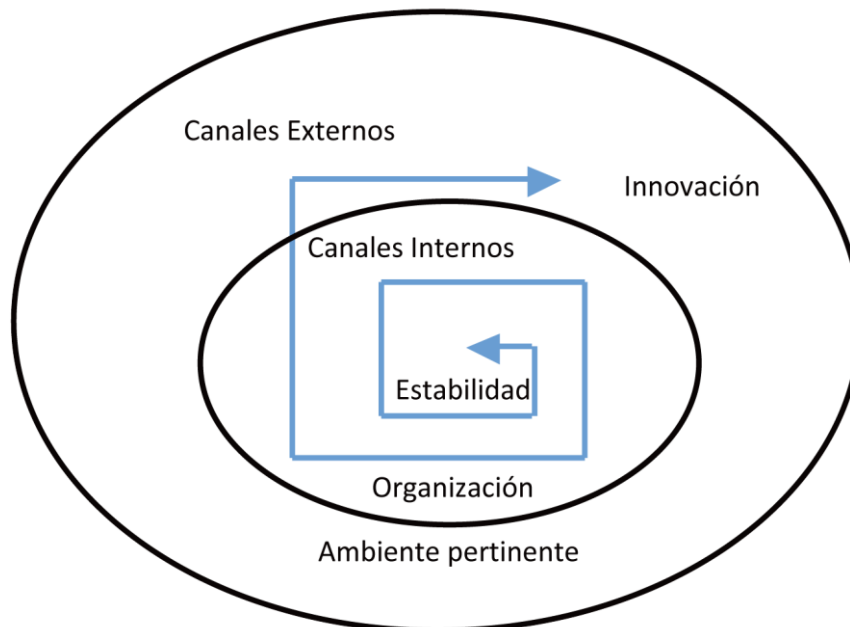 Canales Externos
Innovación
Canales Internos
Estabilidad
Organización
Ambiente pertinente